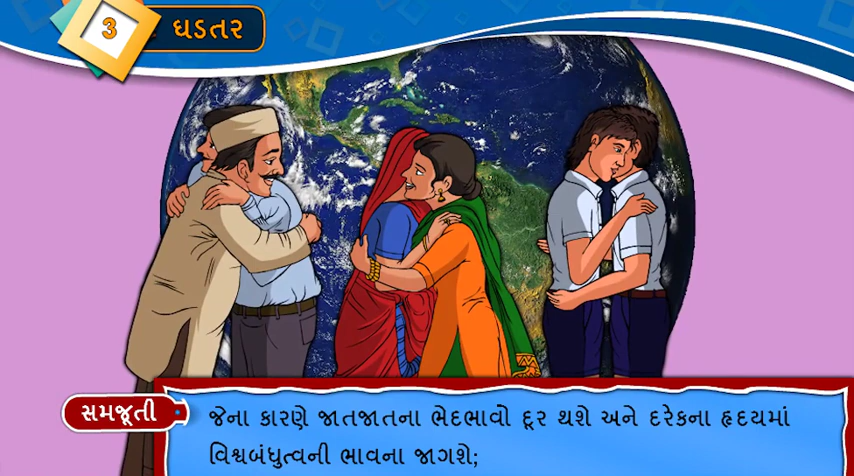 3 ઘડતર
સમજૂતી
જેના કારણે જાતજાતના ભેદભાવો દૂર થશે અને દરેકના હૃદયમાં
વિશ્વબંધુત્વની ભાવના જાગશે;